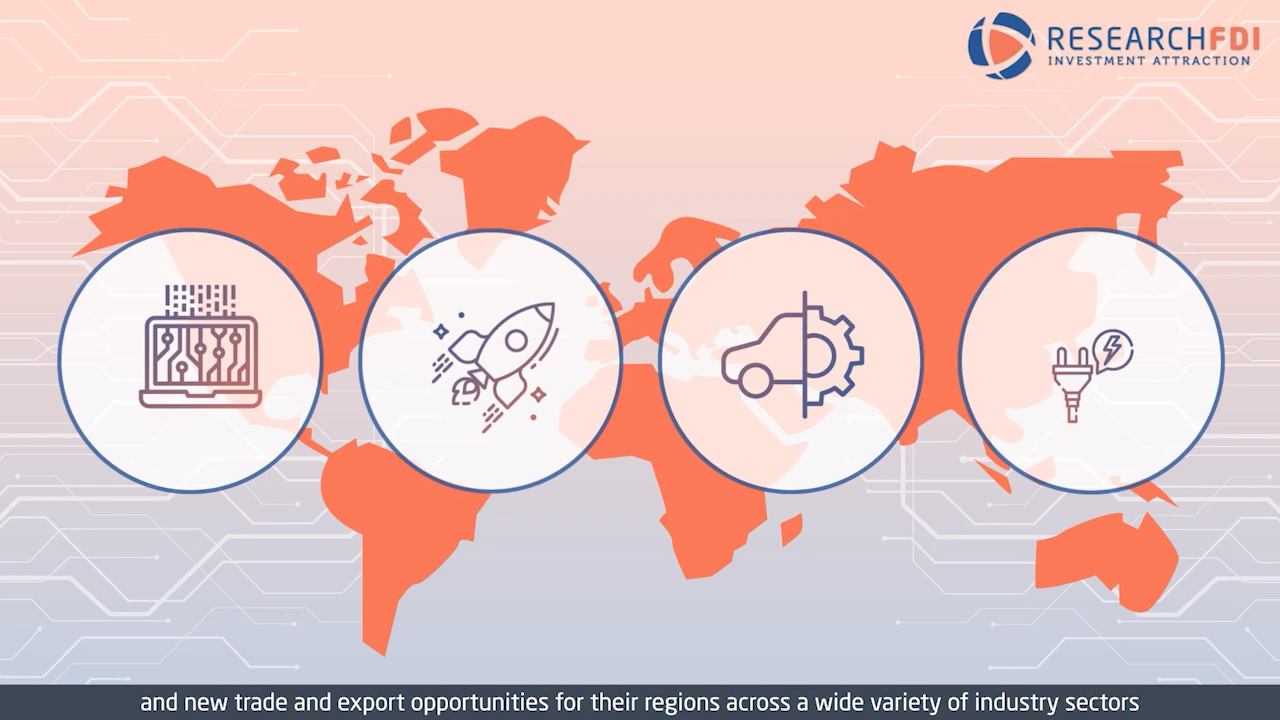 RESEARCHFDI
INVESTMENT ATTRACTION
and new trade and export opportunities for their regions across a wide variety of industry sectors